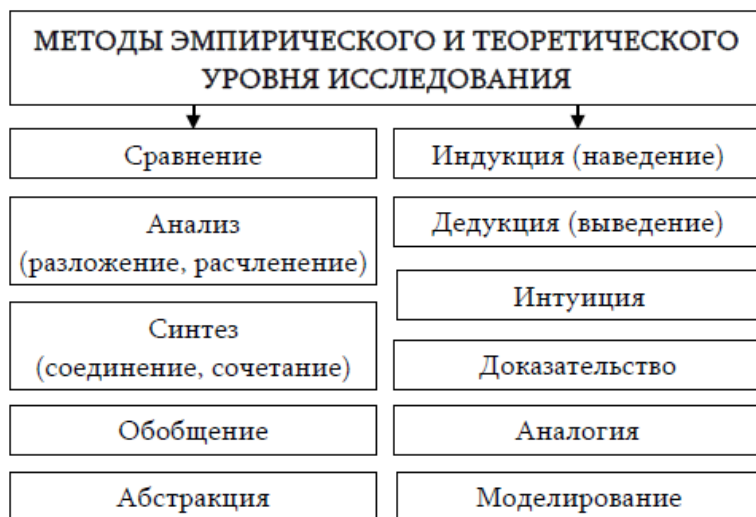 МЕТОДЫ ЭМПИРИЧЕСКОГО И ТЕОРЕТИЧЕСКОГО
УРОВНЯ ИССЛЕДОВАНИЯ
Сравнение
Анализ
(разложение, расчленение)
Синтез
(соединение, сочетание)
Обобщение
Абстракция
Индукция (наведение)
Дедукция (выведение)
Интуиция
Доказательство
Аналогия
Моделирование